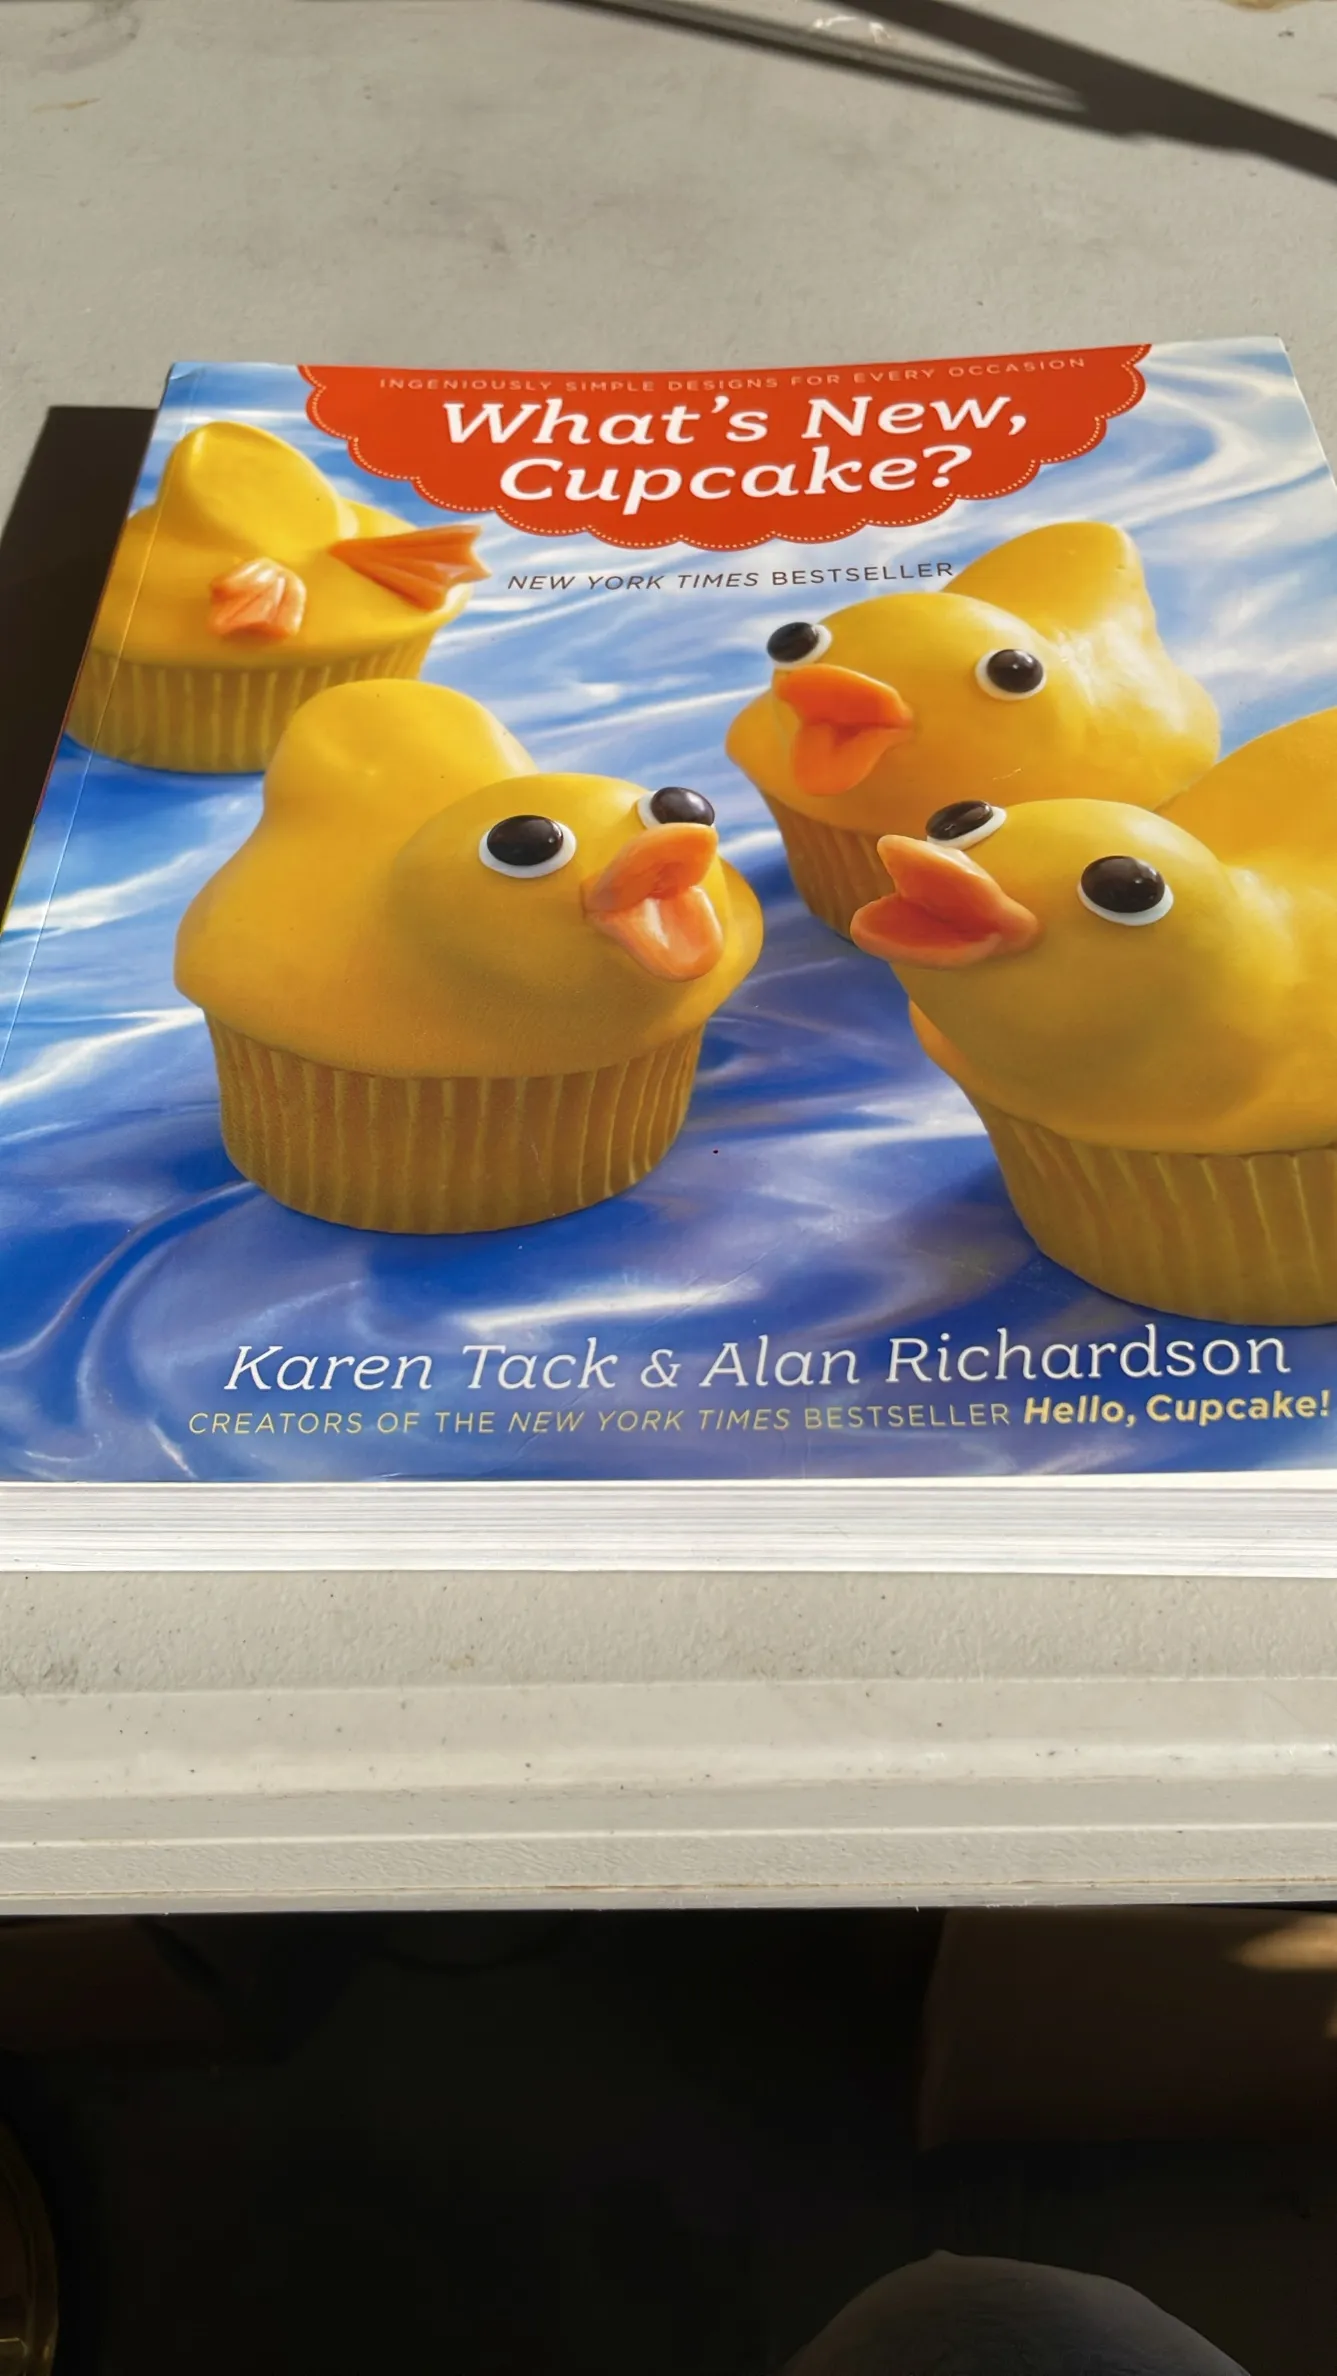 INGENIOUSLY SIMPLE DESIGNS FOR EVERY OCCASION
What's New,
Cupcake?
NEW YORK TIMES BESTSELLER
Karen Tack & Alan Richardson
CREATORS OF THE NEW YORK TIMES BESTSELLER Hello, Cupcake!